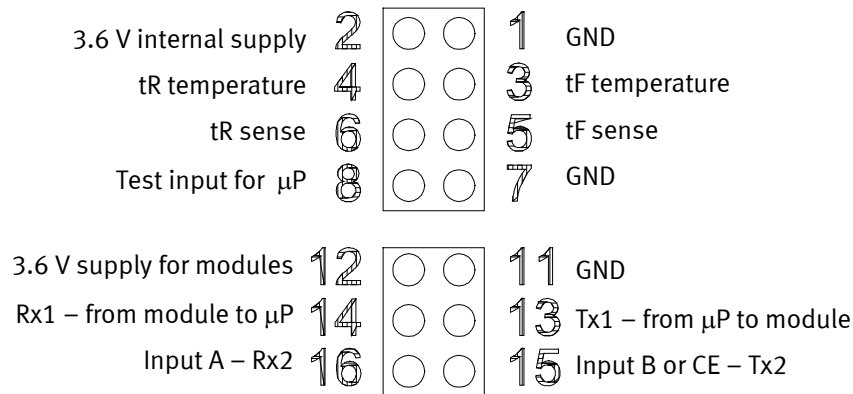 3.6 V internal supply 2 1 GND
tR temperature 4 3 tF temperature
tR sense 6 5 tF sense
Test input for μP 8 7 GND
3.6 V supply for modules 12 11 GND
Rx1 – from module to μP 14 13 Tx1 – from μP to module
Input A – Rx2 16 15 Input B or CE – Tx2